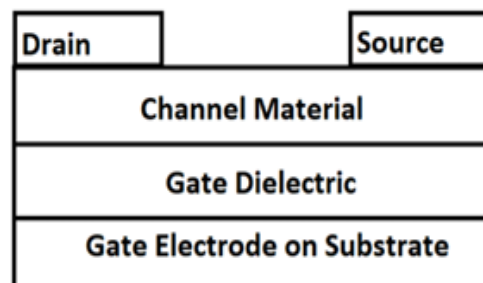 Drain
Source
Channel Material
Gate Dielectric
Gate Electrode on Substrate